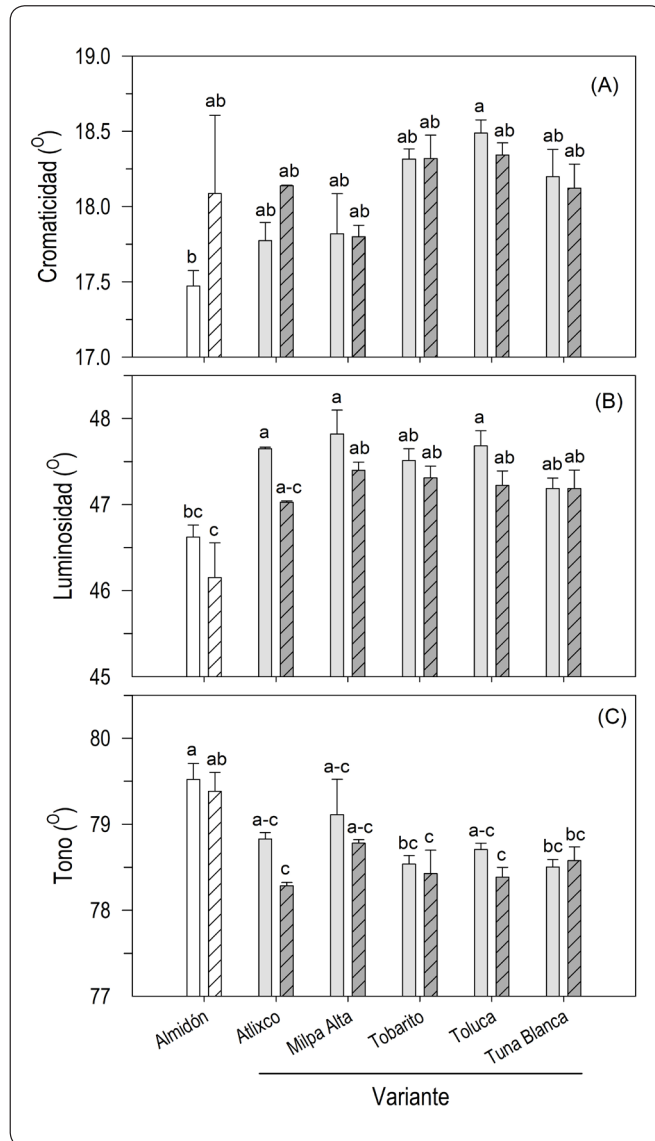 19.0
18.5
18.0
17.5
17.0
Cromaticidad (O)
(A)
b ab ab ab ab ab ab ab a ab ab ab
48
47
46
45
Luminosidad (O)
(B)
bc c a a-c a ab ab ab a ab ab ab
80
79
78
77
Tono (O)
(C)
a ab a-c c a-c a-c bc c a-c c bc bc
Almidón Atlixco Milpa Alta Tobarito Toluca Tuna Blanca
Variante